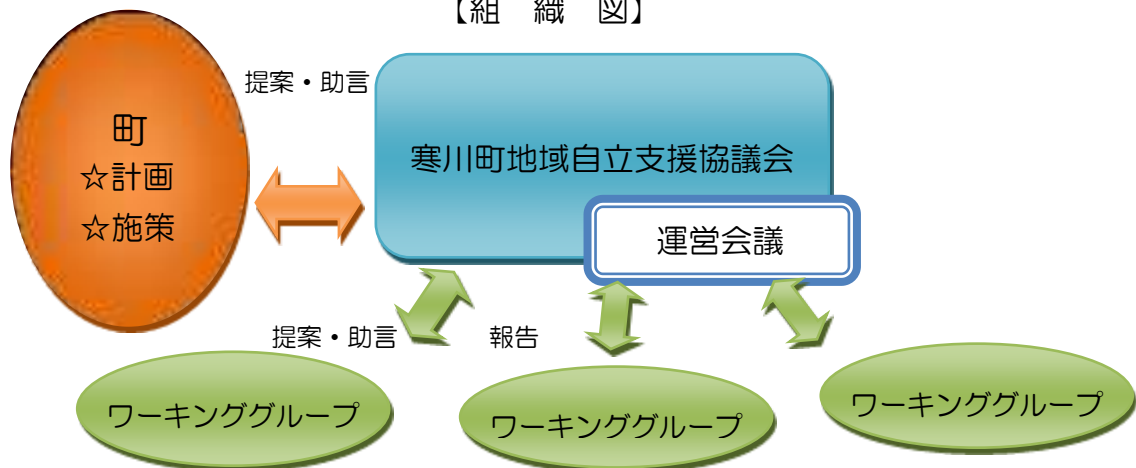 【組 織 図】
提案・助言
町
☆計画
☆施策
寒川町地域自立支援協議会
運営会議
提案・助言
報告
ワーキンググループ
ワーキンググループ
ワーキンググループ